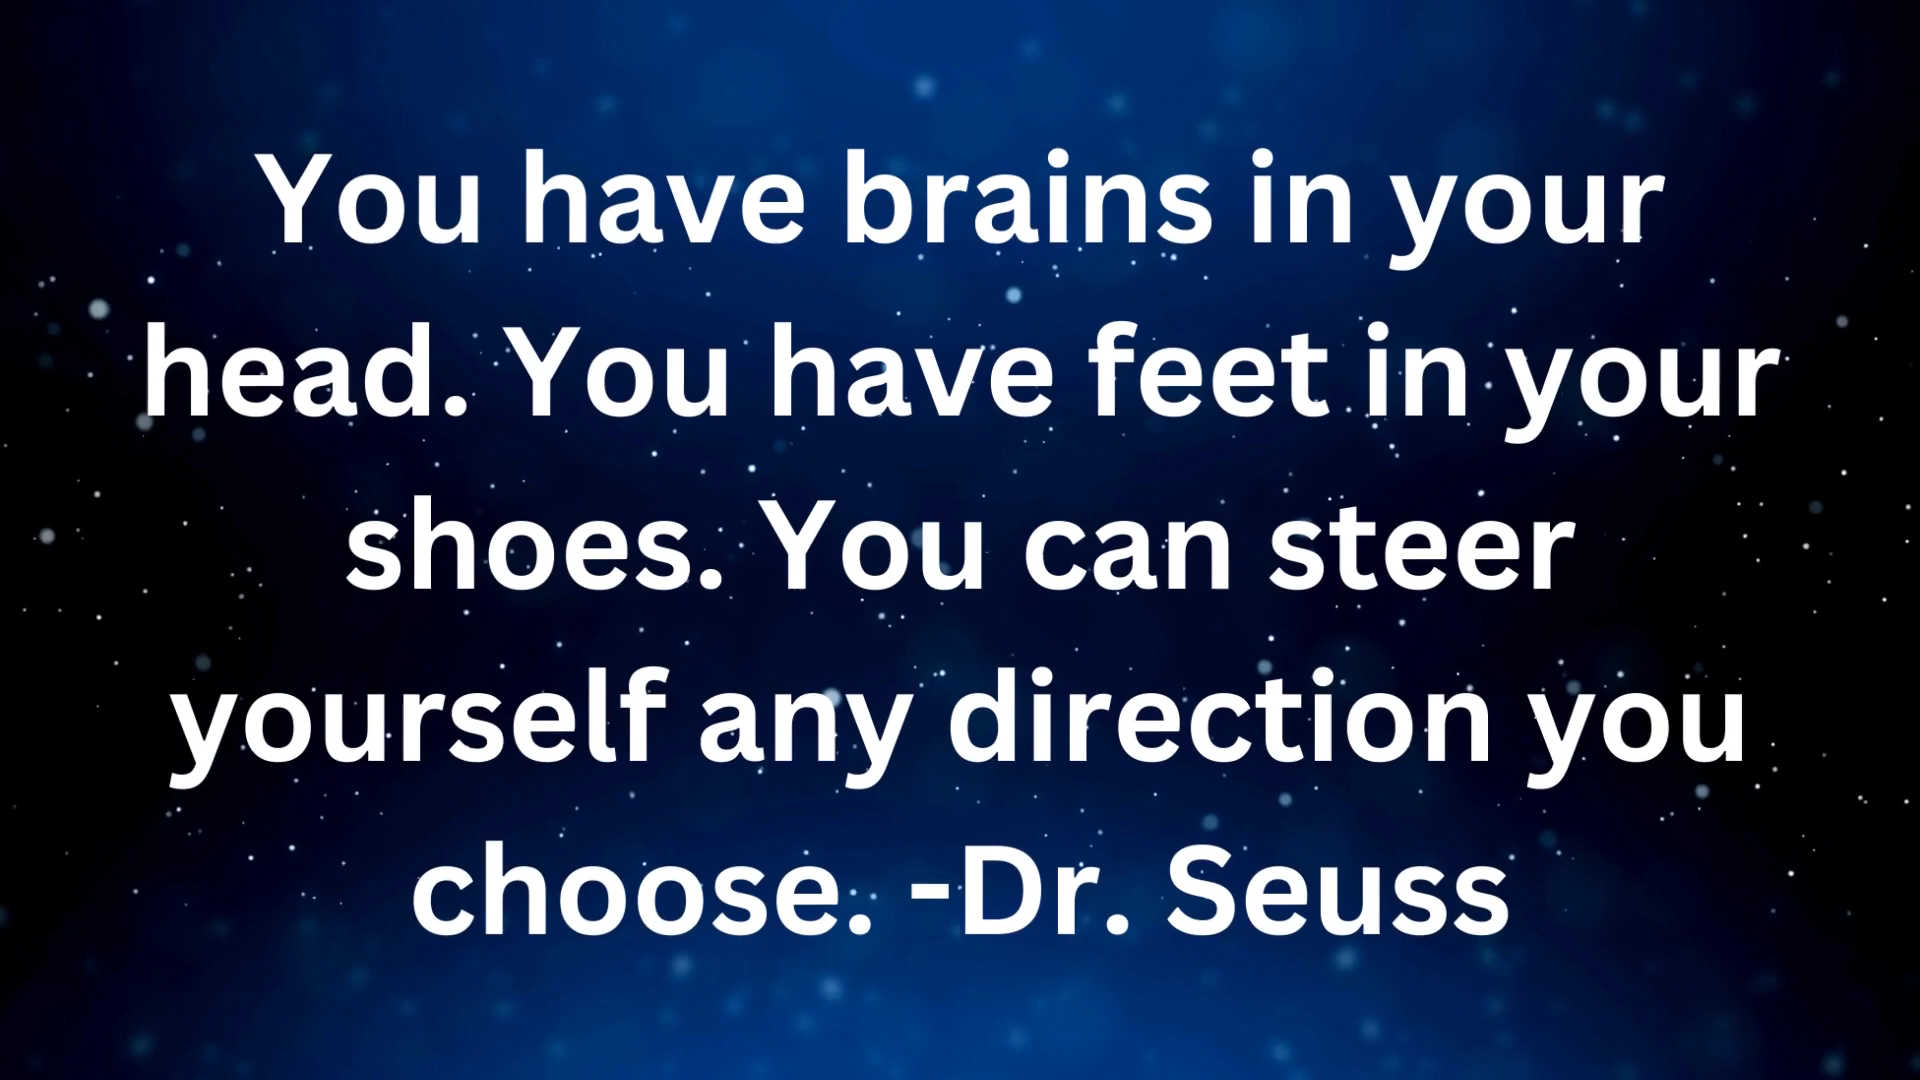 You have brains in your
head. You have feet in your
shoes. You can steer
yourself any direction you
choose. -Dr. Seuss